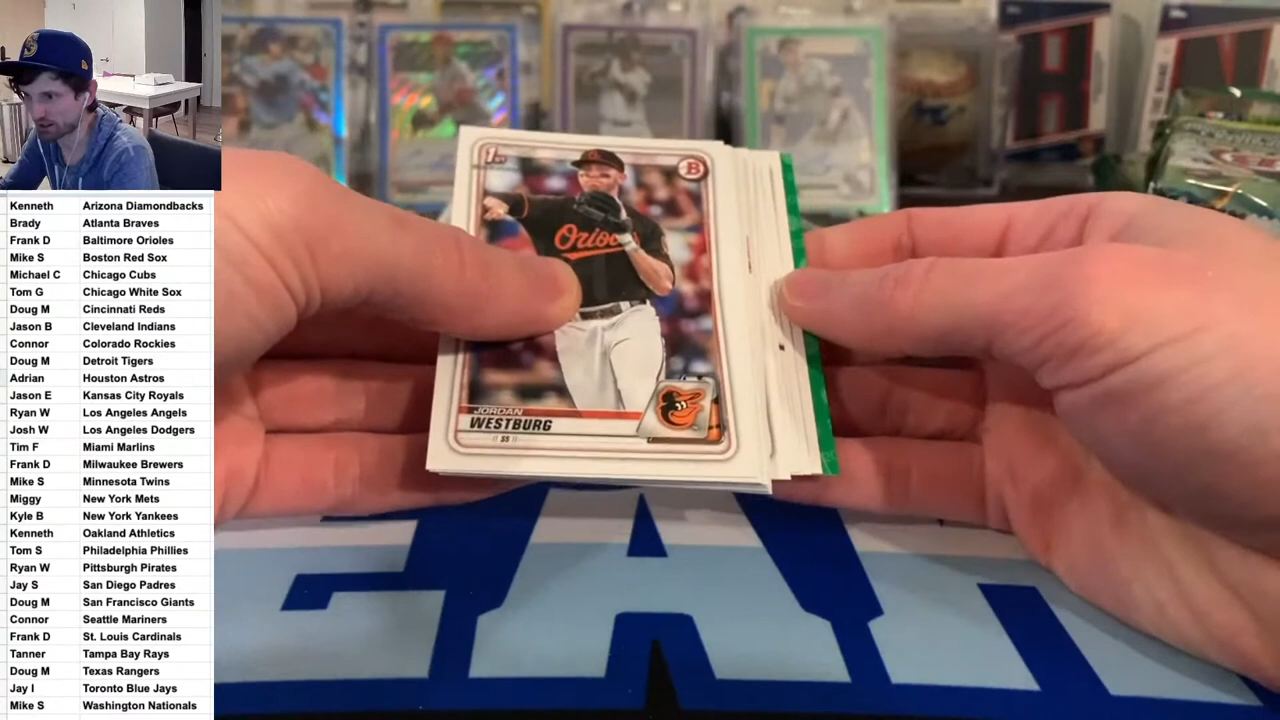 Kenneth Arizona Diamondbacks
Brady Atlanta Braves
Frank D Baltimore Orioles
Mike S Boston Red Sox
Michael C Chicago Cubs
Tom G Chicago White Sox
Doug M Cincinnati Reds
Jason B Cleveland Indians
Connor Colorado Rockies
Doug M Detroit Tigers
Adrian Houston Astros
Jason E Kansas City Royals
Ryan W Los Angeles Angels
Josh W Los Angeles Dodgers
Tim F Miami Marlins
Frank D Milwaukee Brewers
Mike S Minnesota Twins
Miggy New York Mets
Kyle B New York Yankees
Kenneth Oakland Athletics
Tom S Philadelphia Phillies
Ryan W Pittsburgh Pirates
Jay S San Diego Padres
Doug M San Francisco Giants
Connor Seattle Mariners
Frank D St. Louis Cardinals
Tanner Tampa Bay Rays
Doug M Texas Rangers
Jay I Toronto Blue Jays
Mike S Washington Nationals
S
1ST
B
JORDAN
WESTBURG
SS
H
EAI